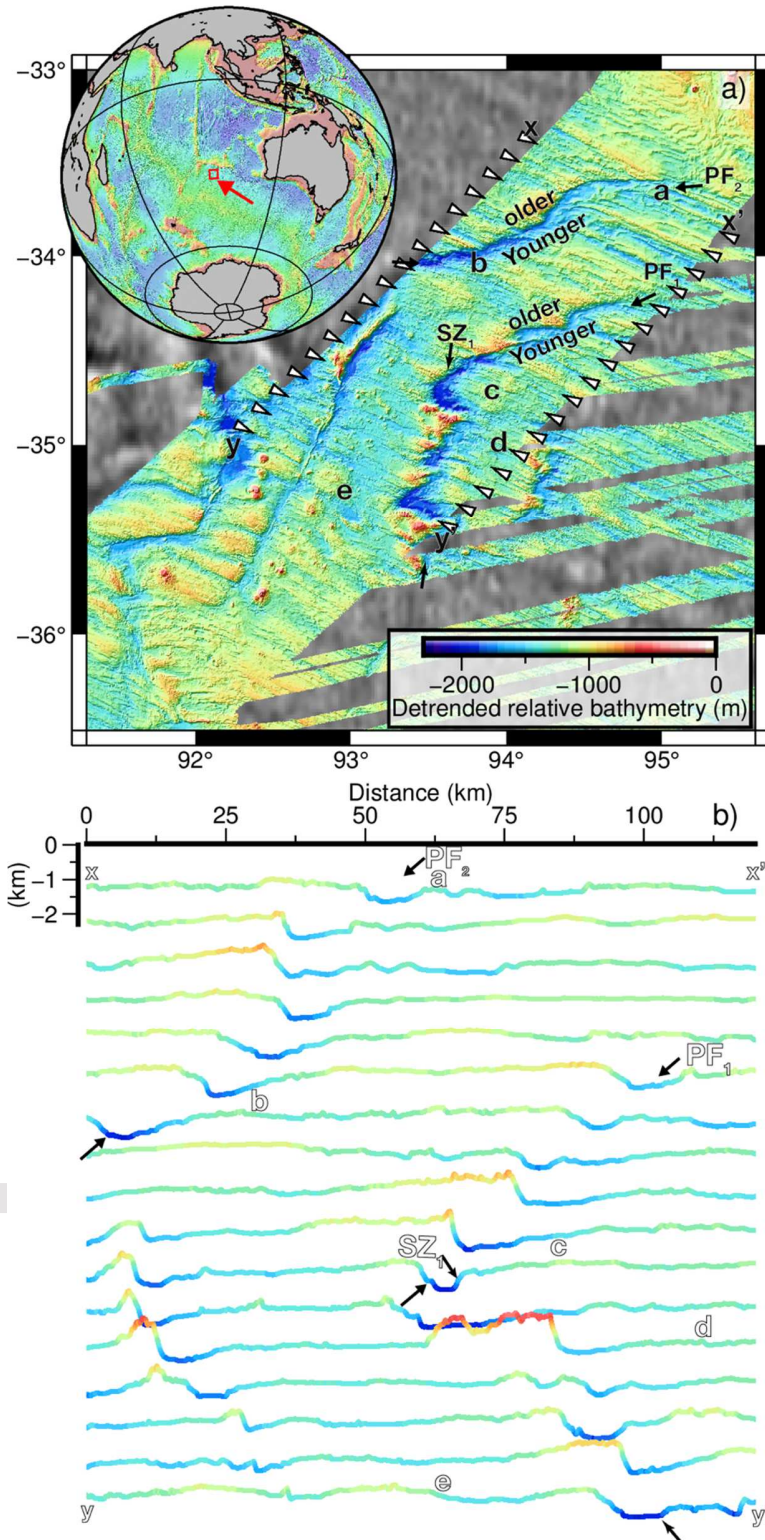 −33°
a)
x
PF2
older
Younger
a
x'
−34°
b
PF1
older
Younger
SZ1
c
−35°
y
d
e
y'
−36°
−2000 −1000 0
Detrended relative bathymetry (m)
92° 93° 94° 95°
Distance (km)
0 25 50 75 100 b)
0
−1
−2
(km)
x
PF2
a
x'
PF1
b
SZ1
c
d
e
y
y'